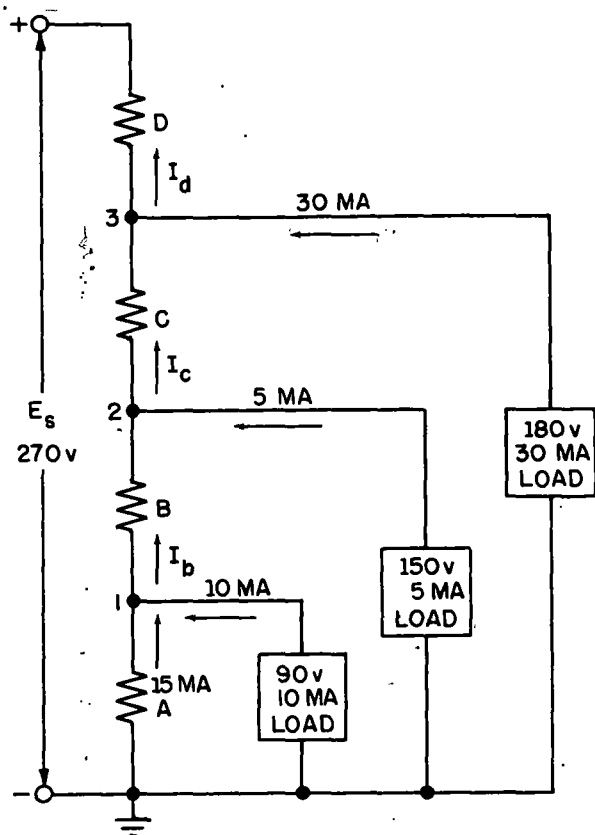 +
D
I_d
30 MA
3
C
I_c
5 MA
E_s
270 v
2
180 v
30 MA
LOAD
B
I_b
10 MA
1
150 v
5 MA
LOAD
15 MA
A
90 v
10 MA
LOAD
-